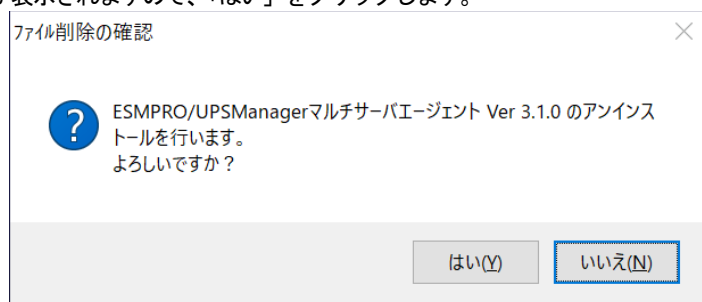 表示されますので、「はい」をクリックします。
ファイル削除の確認
ESMPRO/UPSManagerマルチサーバエージェント Ver 3.1.0 のアンインス
トールを行います。
よろしいですか？
はい(Y)
いいえ(N)